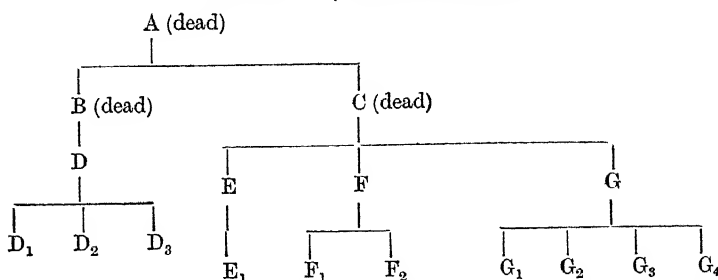 A (dead)
B (dead) C (dead)
D E F G
D₁ D₂ D₃ E₁ F₁ F₂ G₁ G₂ G₃ G₄